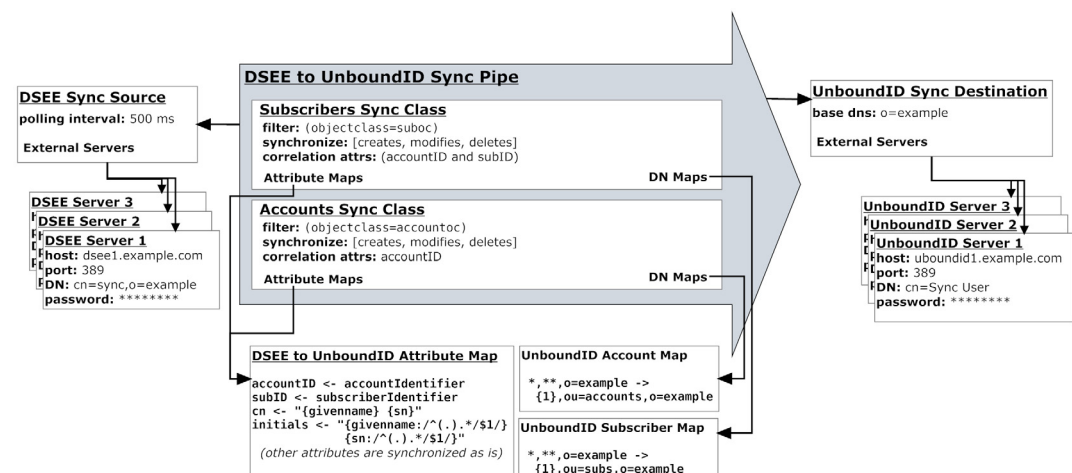 DSEE to UnboundID Sync Pipe
DSEE Sync Source
polling interval: 500 ms
External Servers
DSEE Server 3
DSEE Server 2
DSEE Server 1
host: dsee1.example.com
port: 389
DN: cn=sync,o=example
password: ********
Subscribers Sync Class
filter: (objectclass=suboc)
synchronize: [creates, modifies, deletes]
correlation attrs: (accountID and subID)
Attribute Maps
DN Maps
Accounts Sync Class
filter: (objectclass=accountoc)
synchronize: [creates, modifies, deletes]
correlation attrs: accountID
Attribute Maps
DN Maps
UnboundID Sync Destination
base dns: o=example
External Servers
UnboundID Server 3
UnboundID Server 2
UnboundID Server 1
host: uboundid1.example.com
port: 389
DN: cn=Sync User
password: ********
DSEE to UnboundID Attribute Map
accountID <- accountIdentifier
subID <- subscriberIdentifier
cn <- "{givenname} {sn}"
initials <- "{givenname:/^(.).*/$1/}
{sn:/^(.).*/$1/}"
(other attributes are synchronized as is)
UnboundID Account Map
*,**,o=example ->
{1},ou=accounts,o=example
UnboundID Subscriber Map
*,**,o=example ->
{1},ou=subs,o=example